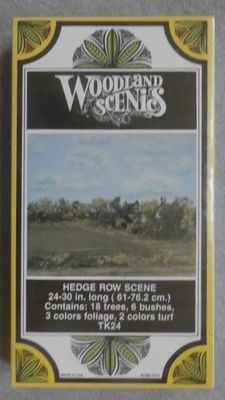 WOODLAND
SCENICS
HEDGE ROW SCENE
24-30 in. long ( 61-76.2 cm.)
Contains: 18 trees, 6 bushes,
3 colors foliage, 2 colors turf
TK24